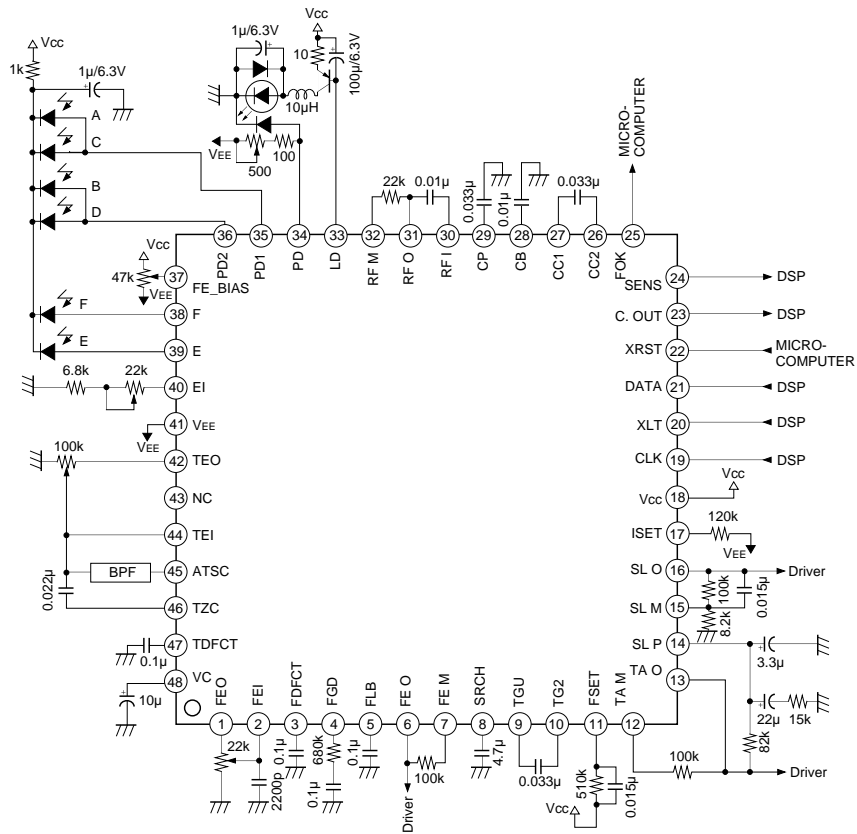 Vcc
1k
1µ/6.3V
A
C
B
D
1µ/6.3V
10
100µ/6.3V
10µH
VEE
500
100
22k
0.01µ
0.033µ
0.01µ
0.033µ
MICRO-
COMPUTER
36
35
34
33
32
31
30
29
28
27
26
25
PD2
PD1
PD
LD
RF M
RF O
RF I
CP
CB
CC1
CC2
FOK
Vcc
47k
VEE
37
FE_BIAS
F
38
F
E
39
E
6.8k
22k
40
EI
VEE
41
VEE
100k
42
TEO
43
NC
44
TEI
BPF
45
ATSC
0.022µ
46
TZC
0.1µ
47
TDFCT
10µ
48
VC
SENS
24
DSP
C. OUT
23
DSP
XRST
22
MICRO-
COMPUTER
DATA
21
DSP
XLT
20
DSP
CLK
19
DSP
Vcc
18
Vcc
ISET
17
120k
VEE
SL O
16
Driver
100k
0.015µ
SL M
15
8.2k
SL P
14
3.3µ
TA O
13
22µ
15k
82k
FEO
FEI
FDFCT
FGD
FLB
FE O
FE M
SRCH
TGU
TG2
FSET
TA M
1
2
3
4
5
6
7
8
9
10
11
12
22k
2200p
0.1µ
680k
0.1µ
0.1µ
100k
Driver
4.7µ
0.033µ
510k
0.015µ
Vcc
100k
Driver